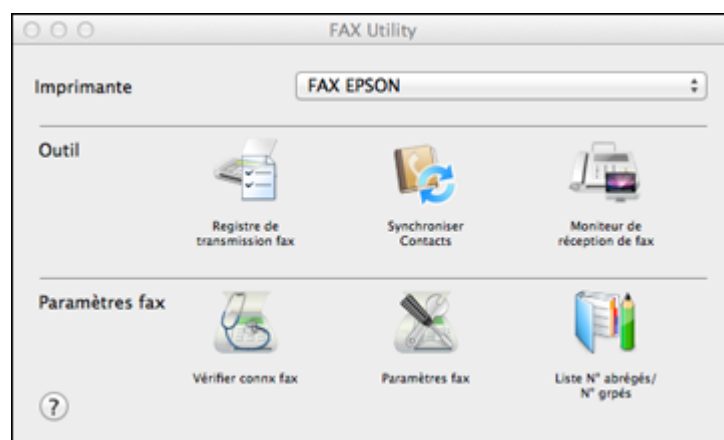 FAX Utility
Imprimante
FAX EPSON
Outil
Registre de
transmission fax
Synchroniser
Contacts
Moniteur de
réception de fax
Paramètres fax
Vérifier connx fax
Paramètres fax
Liste N° abrégés/
N° grpés
?